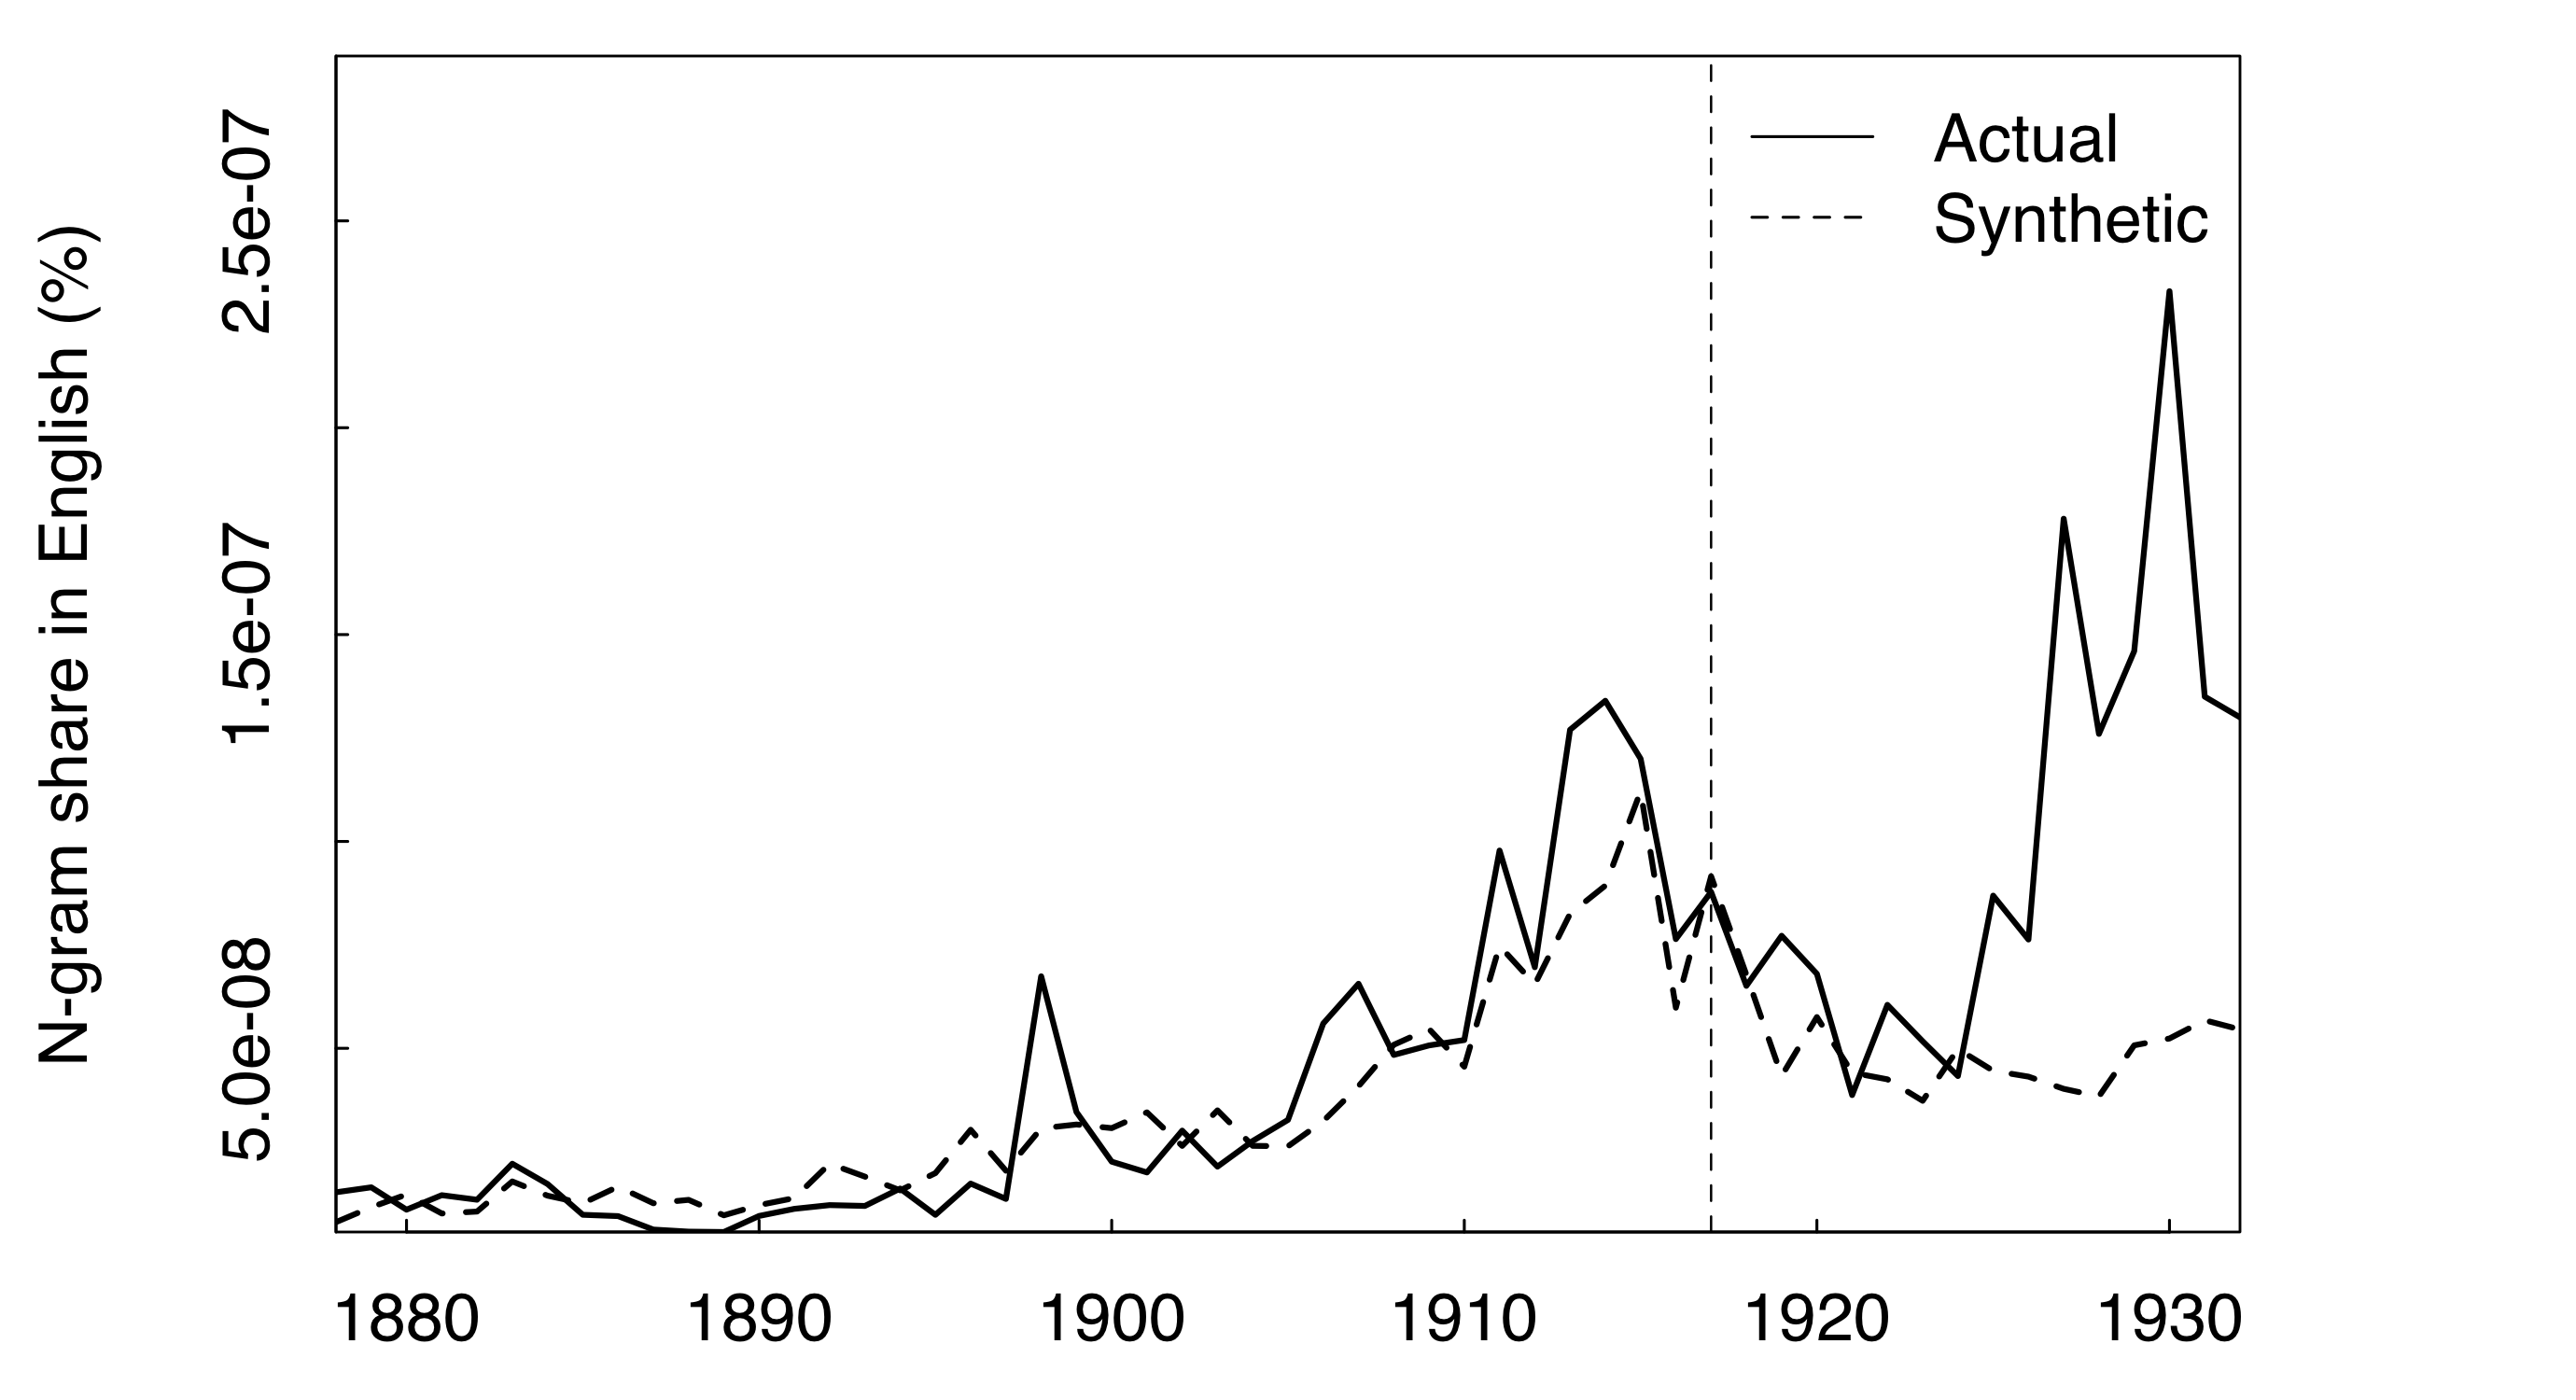 N-gram share in English (%)
2.5e-07
1.5e-07
5.0e-08
Actual
Synthetic
1880 1890 1900 1910 1920 1930